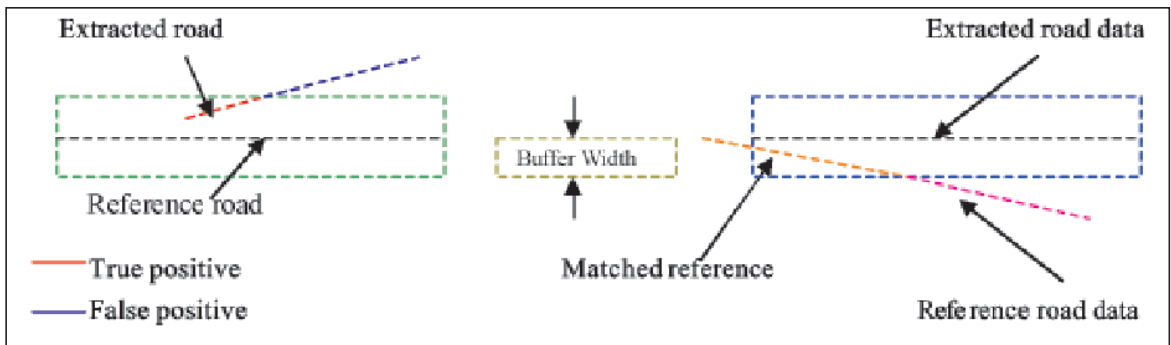 Extracted road
Extracted road data
Buffer Width
Reference road
Matched reference
True positive
False positive
Reference road data